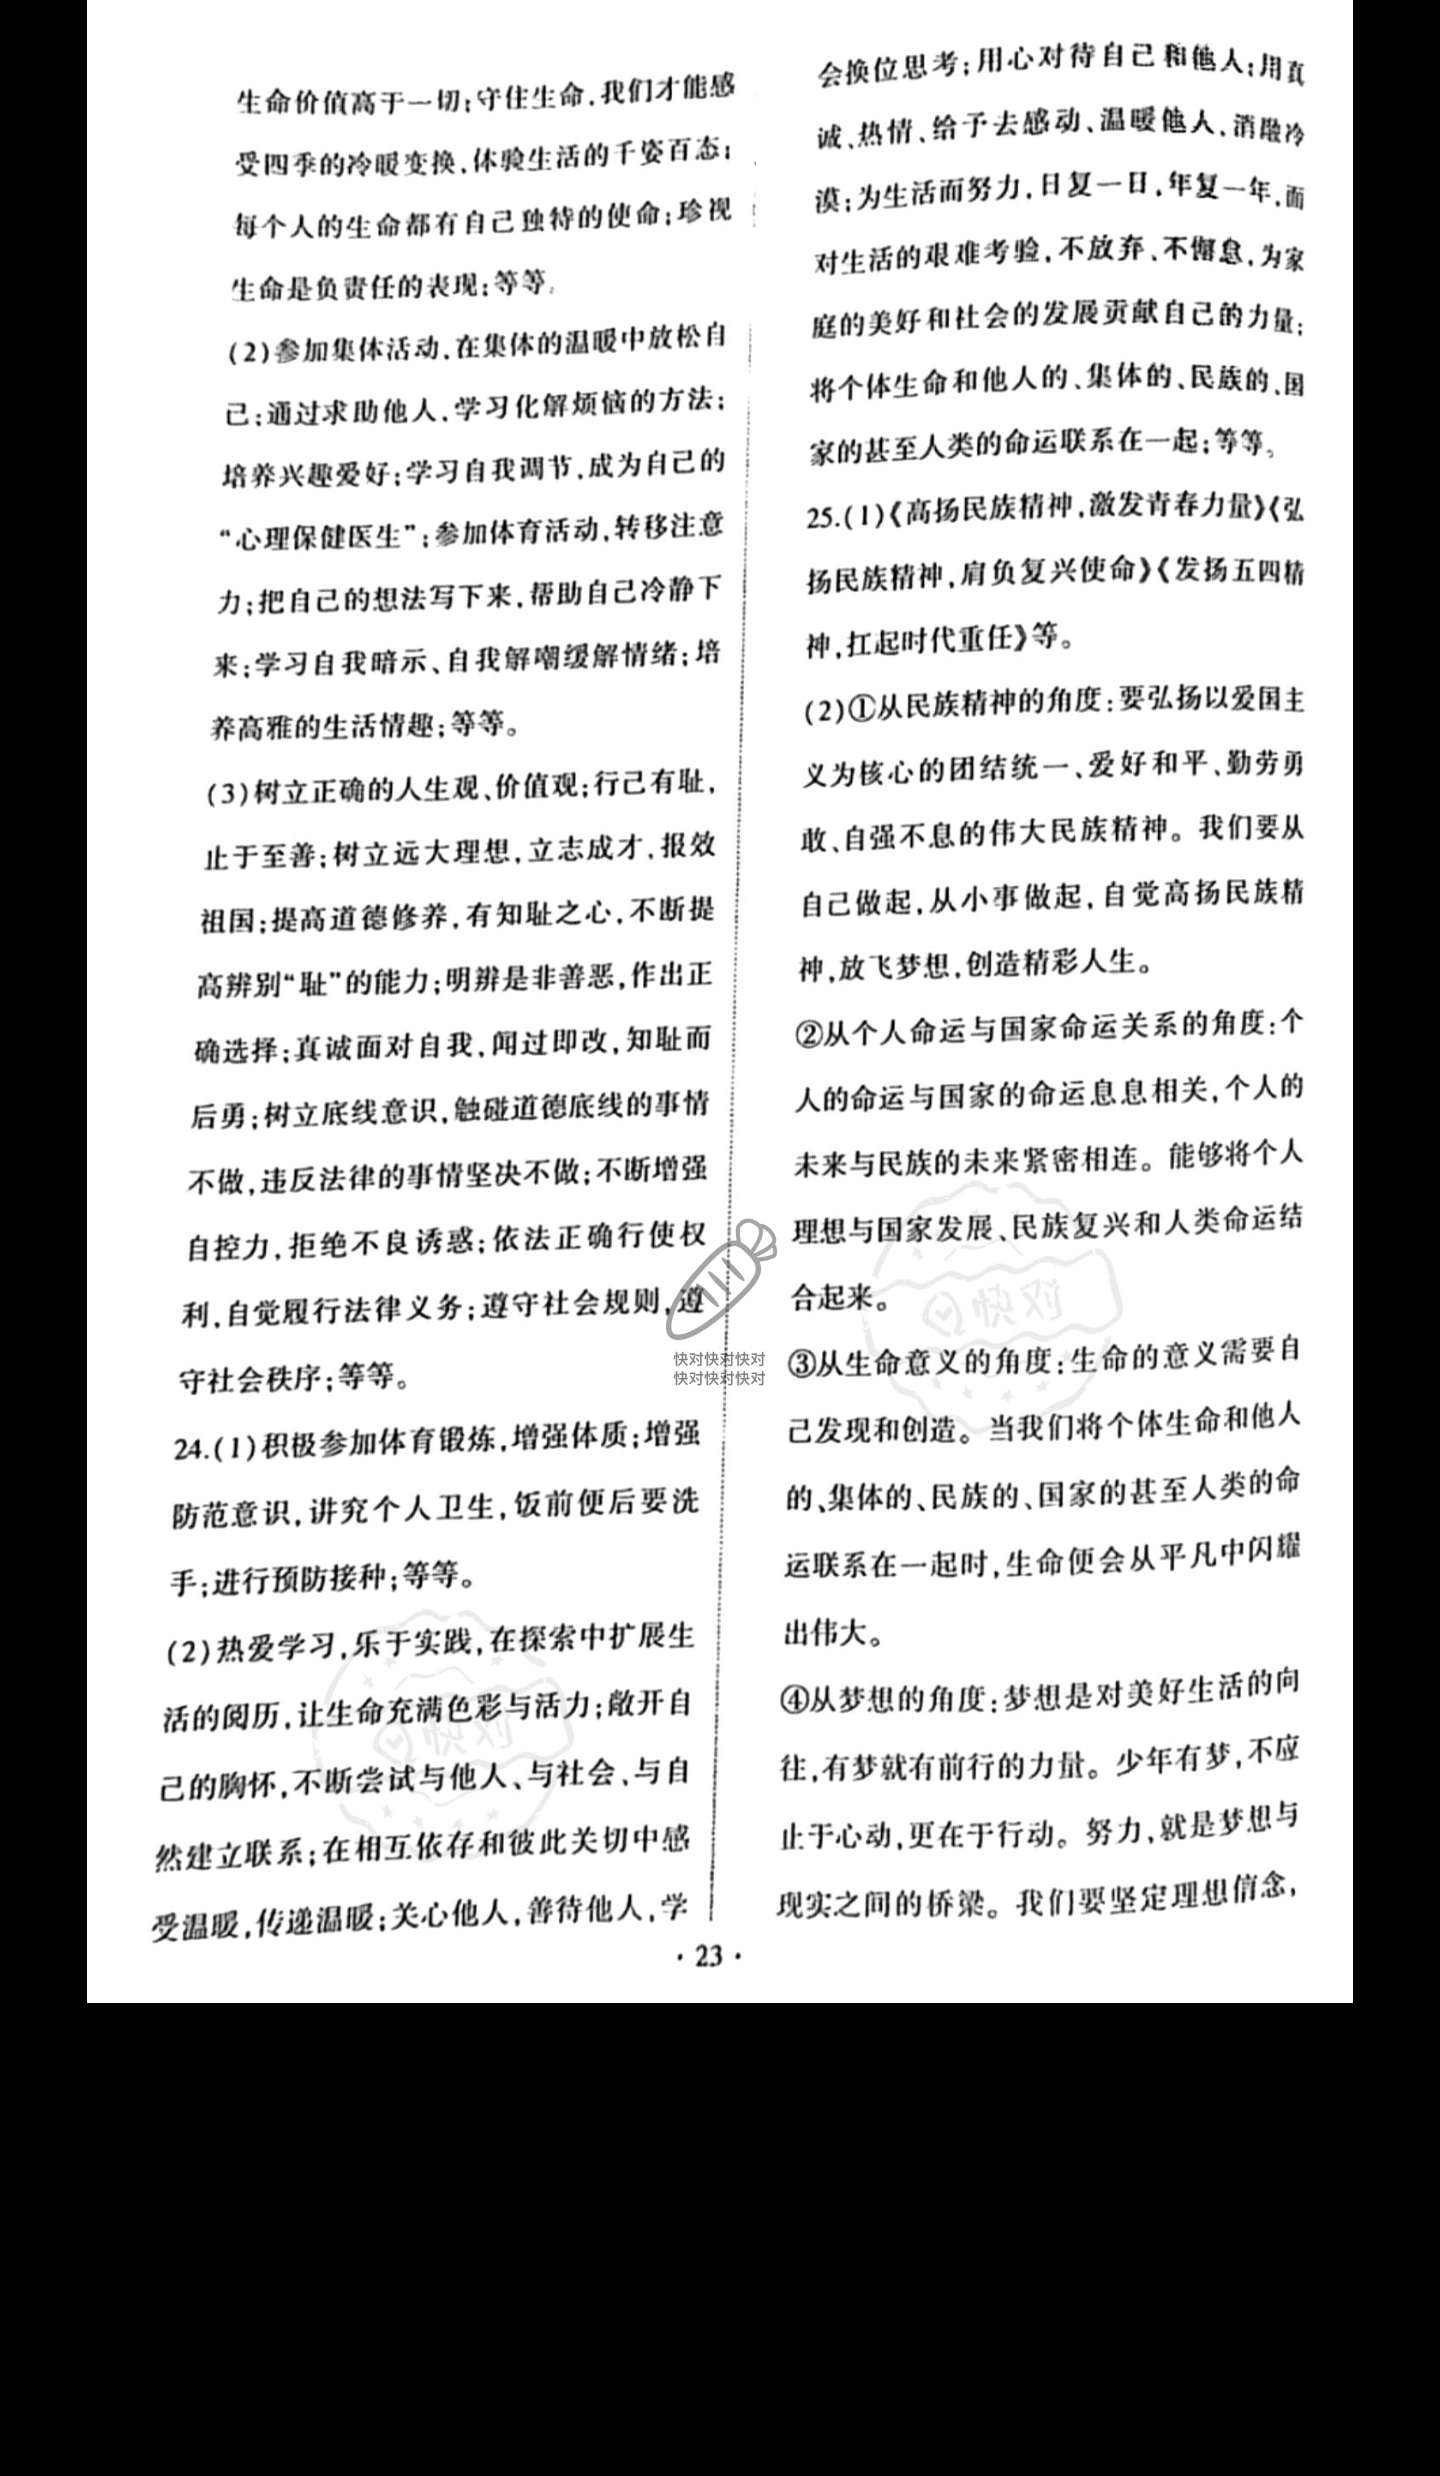 生命价值高于一切;守住生命,我们才能感
受四季的冷暖变换,体验生活的千姿百态;
每个人的生命都有自己独特的使命;珍视
生命是负责任的表现;等等。
(2)参加集体活动,在集体的温暖中放松自
己;通过求助他人,学习化解烦恼的方法;
培养兴趣爱好;学习自我调节,成为自己的
“心理保健医生”;参加体育活动,转移注意
力;把自己的想法写下来,帮助自己冷静下
来;学习自我暗示、自我解嘲缓解情绪;培
养高雅的生活情趣;等等。
(3)树立正确的人生观、价值观;行己有耻,
止于至善;树立远大理想,立志成才,报效
祖国;提高道德修养,有知耻之心,不断提
高辨别“耻”的能力;明辨是非善恶,作出正
确选择;真诚面对自我,闻过即改,知耻而
后勇;树立底线意识,触碰道德底线的事情
不做,违反法律的事情坚决不做;不断增强
自控力,拒绝不良诱惑;依法正确行使权
利,自觉履行法律义务;遵守社会规则,遵
守社会秩序;等等。
24.(1)积极参加体育锻炼,增强体质;增强
防范意识,讲究个人卫生,饭前便后要洗
手;进行预防接种;等等。
(2)热爱学习,乐于实践,在探索中扩展生
活的阅历,让生命充满色彩与活力;敞开自
己的胸怀,不断尝试与他人、与社会、与自
然建立联系;在相互依存和彼此关切中感
受温暖,传递温暖;关心他人,善待他人,学
会换位思考;用心对待自己和他人;用真
诚、热情、给予去感动、温暖他人,消融冷
漠;为生活而努力,日复一日,年复一年,面
对生活的艰难考验,不放弃、不懈怠,为家
庭的美好和社会的发展贡献自己的力量;
将个体生命和他人的、集体的、民族的、国
家的甚至人类的命运联系在一起;等等。
25.(1)《高扬民族精神,激发青春力量》《弘
扬民族精神,肩负复兴使命》《发扬五四精
神,扛起时代重任》等。
(2)①从民族精神的角度:要弘扬以爱国主
义为核心的团结统一、爱好和平、勤劳勇
敢、自强不息的伟大民族精神。我们要从
自己做起,从小事做起,自觉高扬民族精
神,放飞梦想,创造精彩人生。
②从个人命运与国家命运关系的角度:个
人的命运与国家的命运息息相关,个人的
未来与民族的未来紧密相连。能够将个人
理想与国家发展、民族复兴和人类命运结
合起来。
③从生命意义的角度:生命的意义需要自
己发现和创造。当我们将个体生命和他人
的、集体的、民族的、国家的甚至人类的命
运联系在一起时,生命便会从平凡中闪耀
出伟大。
④从梦想的角度:梦想是对美好生活的向
往,有梦就有前行的力量。少年有梦,不应
止于心动,更在于行动。努力,就是梦想与
现实之间的桥梁。我们要坚定理想信念,
快对快对快对
快对快对快对
快对
快对
· 23 ·